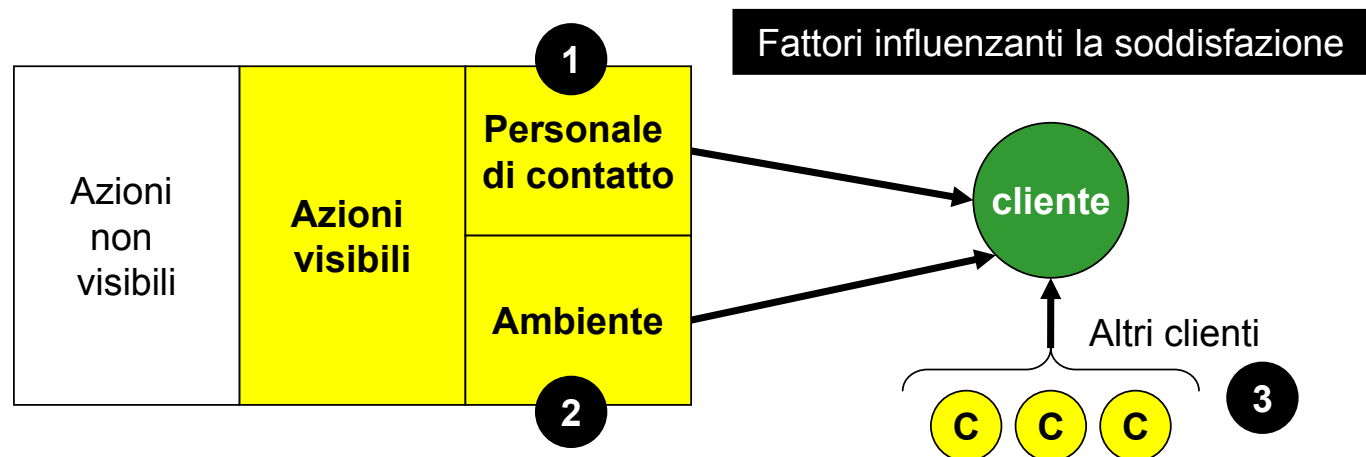 Fattori influenzanti la soddisfazione
1
Personale
di contatto
Azioni
non
visibili
Azioni
visibili
cliente
Ambiente
Altri clienti
2
3
C C C